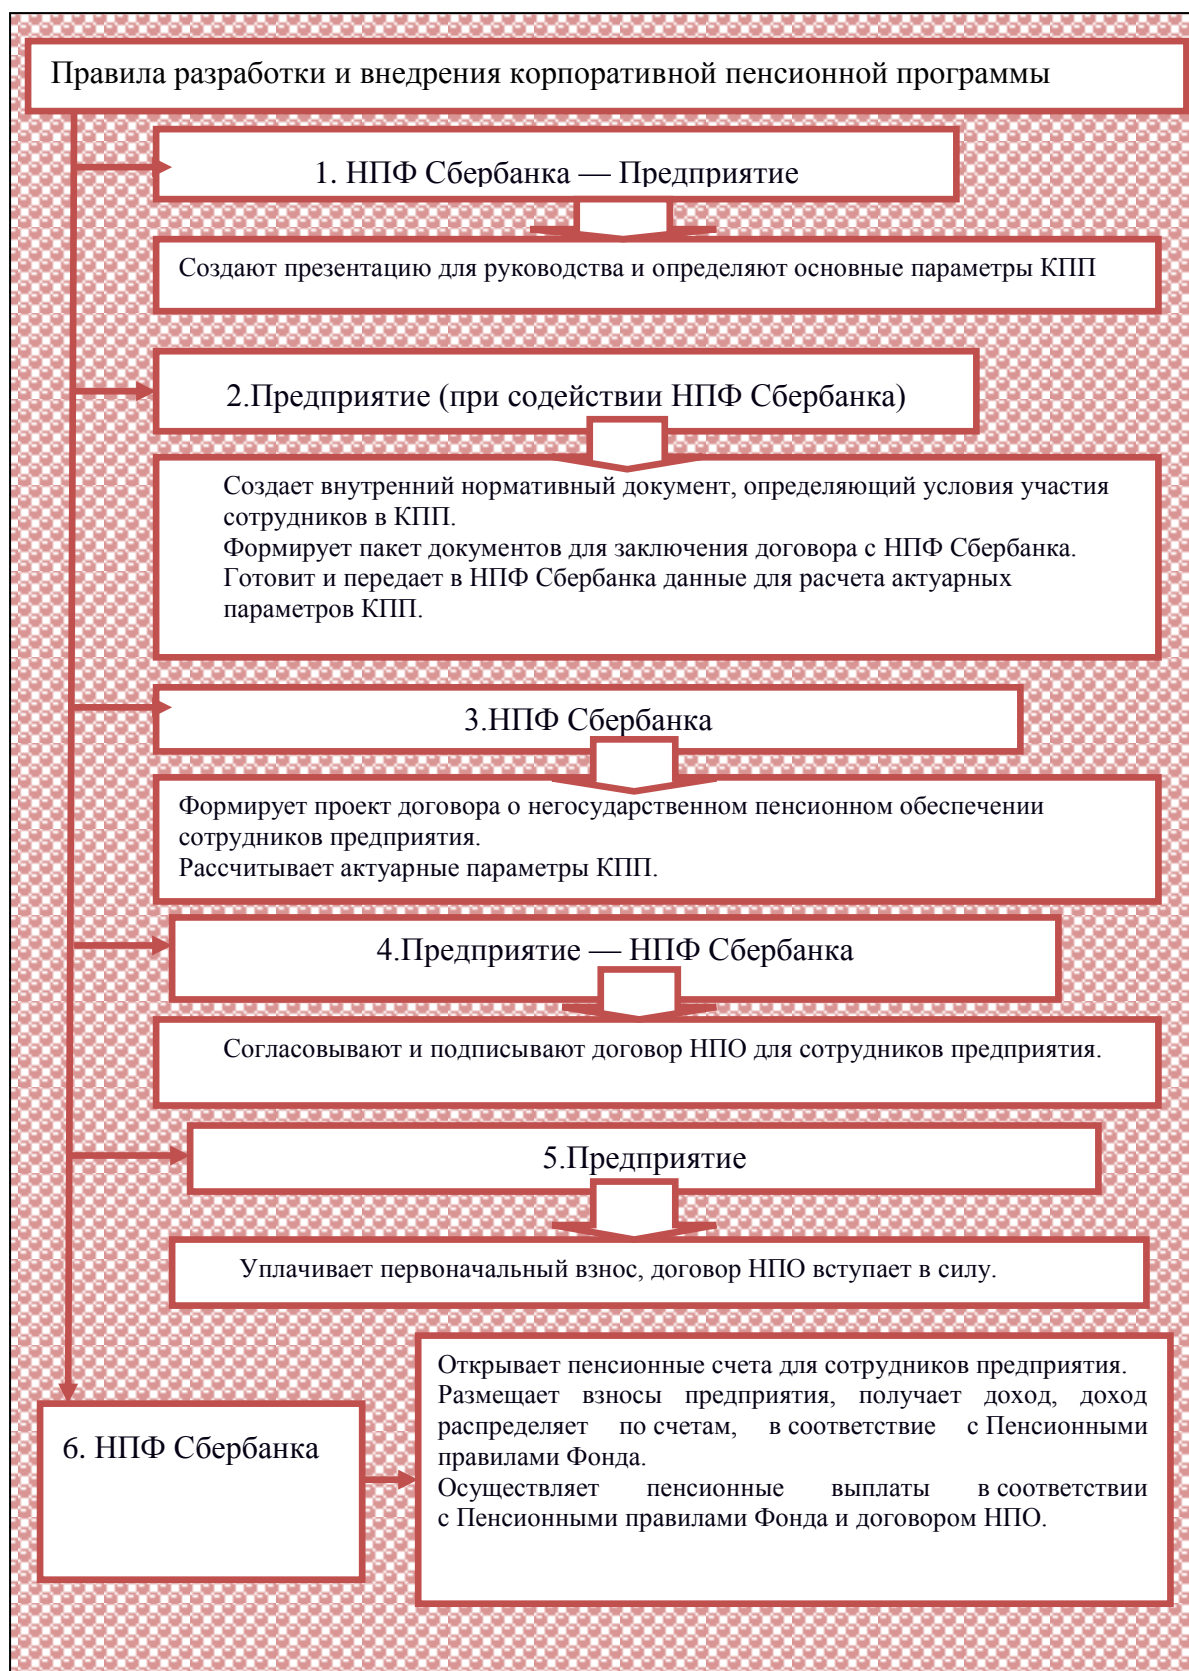 Правила разработки и внедрения корпоративной пенсионной программы
1. НПФ Сбербанка — Предприятие
Создают презентацию для руководства и определяют основные параметры КПП
2.Предприятие (при содействии НПФ Сбербанка)
Создает внутренний нормативный документ, определяющий условия участия
сотрудников в КПП.
Формирует пакет документов для заключения договора с НПФ Сбербанка.
Готовит и передает в НПФ Сбербанка данные для расчета актуарных
параметров КПП.
3.НПФ Сбербанка
Формирует проект договора о негосударственном пенсионном обеспечении
сотрудников предприятия.
Рассчитывает актуарные параметры КПП.
4.Предприятие — НПФ Сбербанка
Согласовывают и подписывают договор НПО для сотрудников предприятия.
5.Предприятие
Уплачивает первоначальный взнос, договор НПО вступает в силу.
6. НПФ Сбербанка
Открывает пенсионные счета для сотрудников предприятия.
Размещает взносы предприятия, получает доход, доход
распределяет по счетам, в соответствие с Пенсионными
правилами Фонда.
Осуществляет пенсионные выплаты в соответствии
с Пенсионными правилами Фонда и договором НПО.